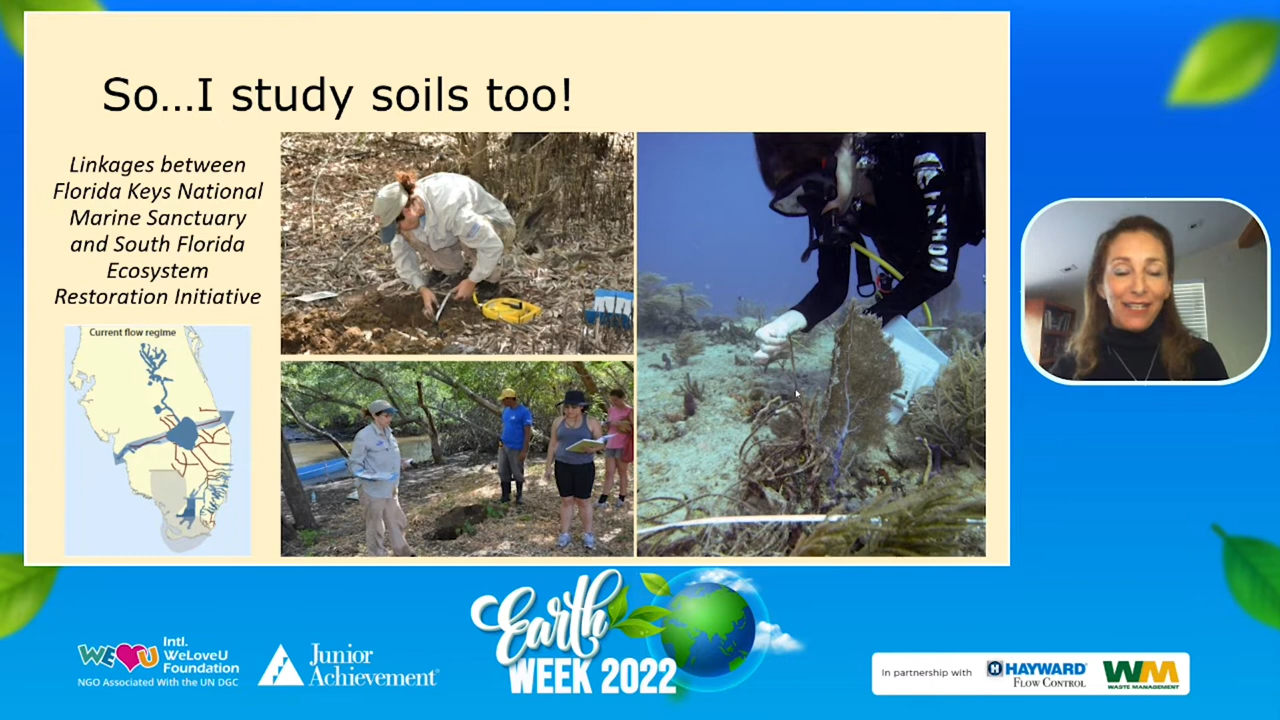 So...I study soils too!
Linkages between
Florida Keys National
Marine Sanctuary
and South Florida
Ecosystem
Restoration Initiative
Current flow regime
PATHON
WE U
Intl.
WeLoveU
Foundation
NGO Associated With the UN DGC
Junior
Achievement®
Earth
WEEK 2022
In partnership with
H HAYWARD®
FLOW CONTROL
WM
WASTE MANAGEMENT